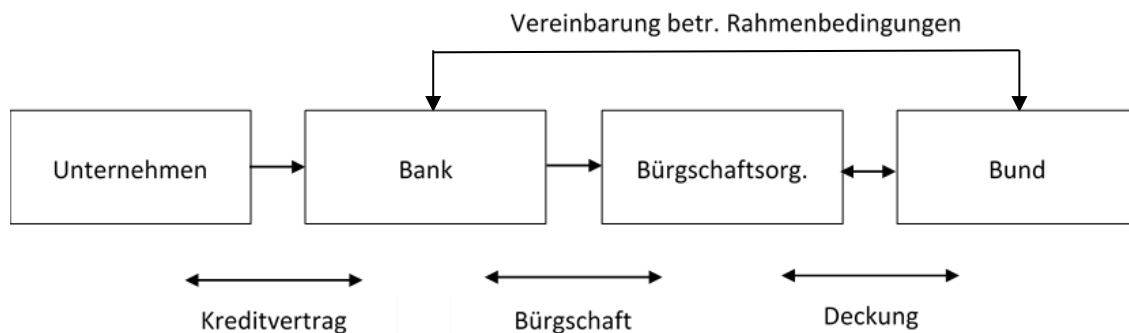 Vereinbarung betr. Rahmenbedingungen
Unternehmen
Bank
Bürgschaftsorg.
Bund
Kreditvertrag
Bürgschaft
Deckung